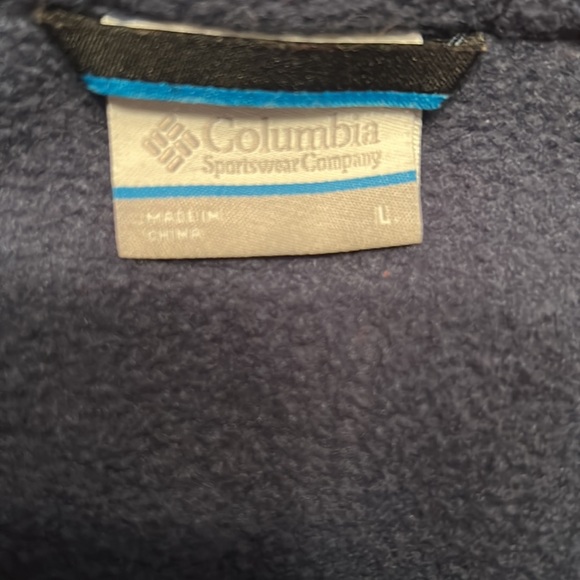 Columbia
Sportswear Company
MADE IN
CHINA
L